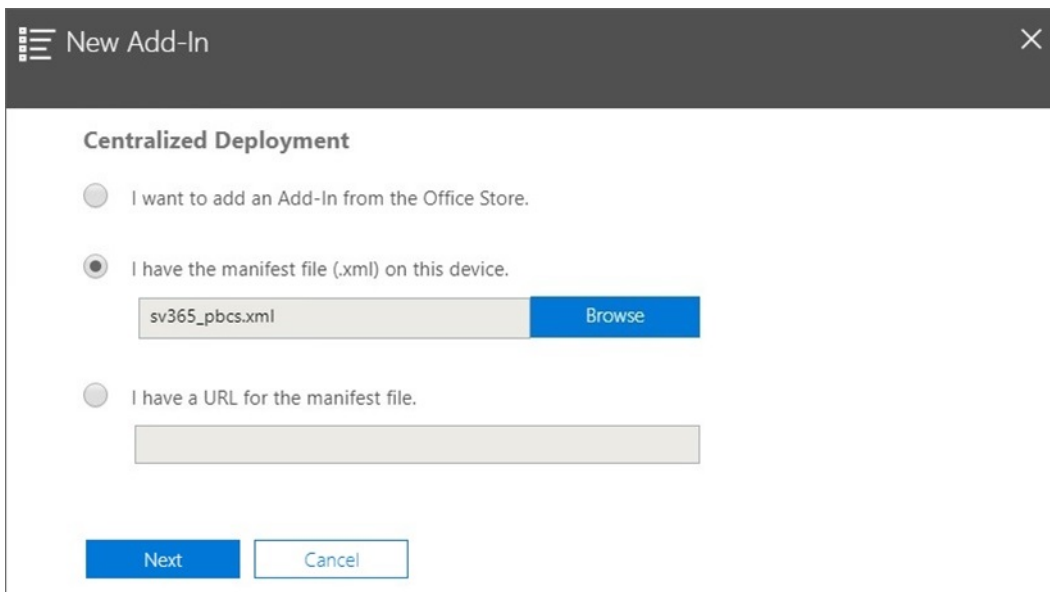 New Add-In
Centralized Deployment
I want to add an Add-In from the Office Store.
I have the manifest file (.xml) on this device.
sv365_pbcs.xml
Browse
I have a URL for the manifest file.
Next
Cancel